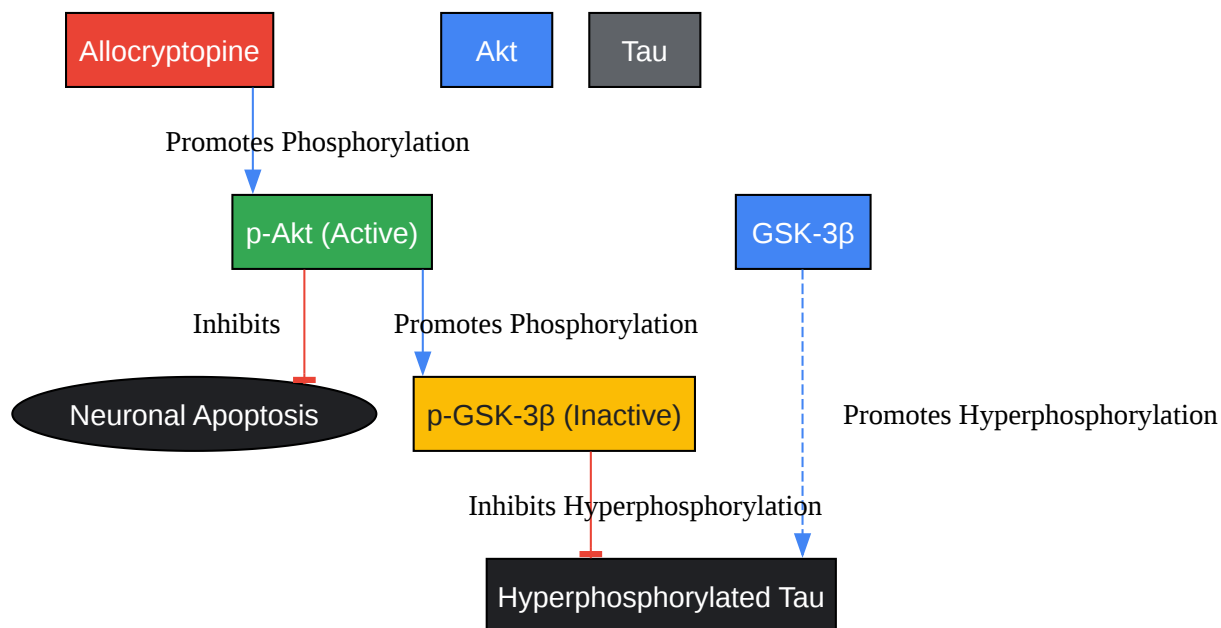 Allocryptopine
Akt
Tau
Promotes Phosphorylation
p-Akt (Active)
GSK-3β
Inhibits
Promotes Phosphorylation
Neuronal Apoptosis
p-GSK-3β (Inactive)
Promotes Hyperphosphorylation
Inhibits Hyperphosphorylation
Hyperphosphorylated Tau